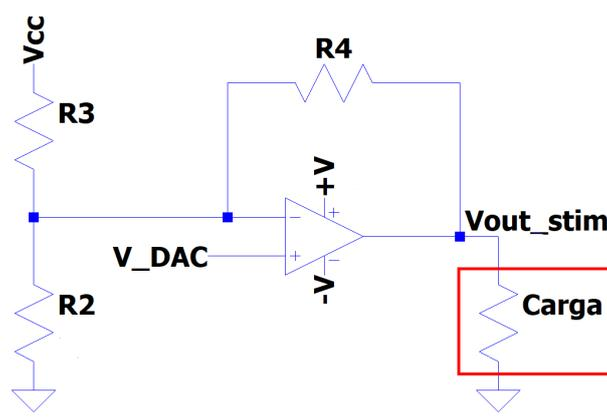 Vcc
R4
R3
+V
−
+
Vout_stim
V_DAC
+
−
-V
R2
Carga